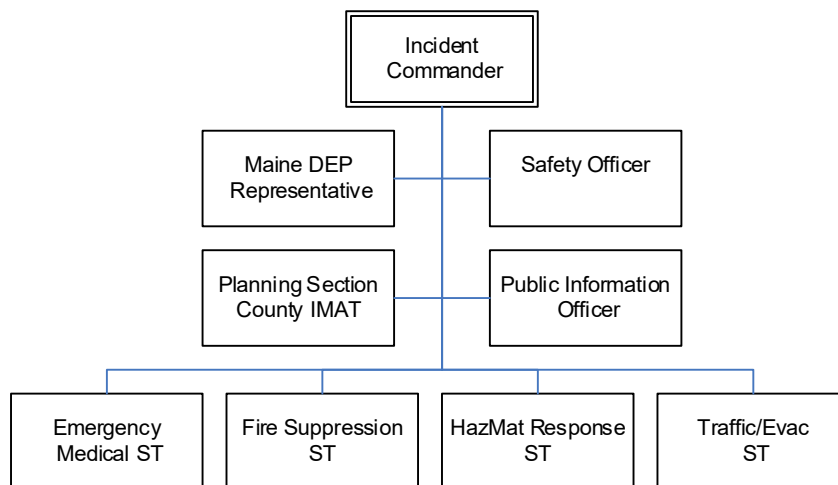 Incident
Commander
Maine DEP
Representative
Safety Officer
Planning Section
County IMAT
Public Information
Officer
Emergency
Medical ST
Fire Suppression
ST
HazMat Response
ST
Traffic/Evac
ST